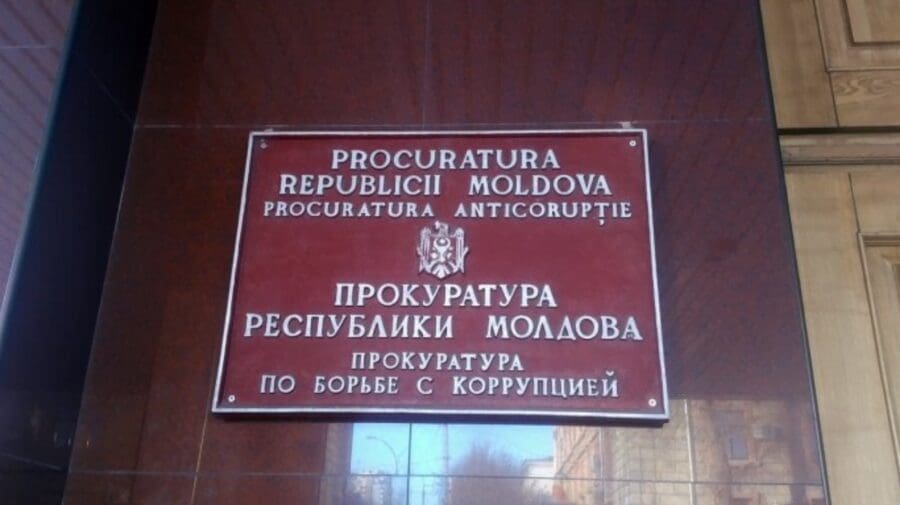 PROCURATURA
REPUBLICII MOLDOVA
PROCURATURA ANTICORUPȚIE
ПРОКУРАТУРА
РЕСПУБЛИКИ МОЛДОВА
ПРОКУРАТУРА
ПО БОРЬБЕ С КОРРУПЦИЕЙ